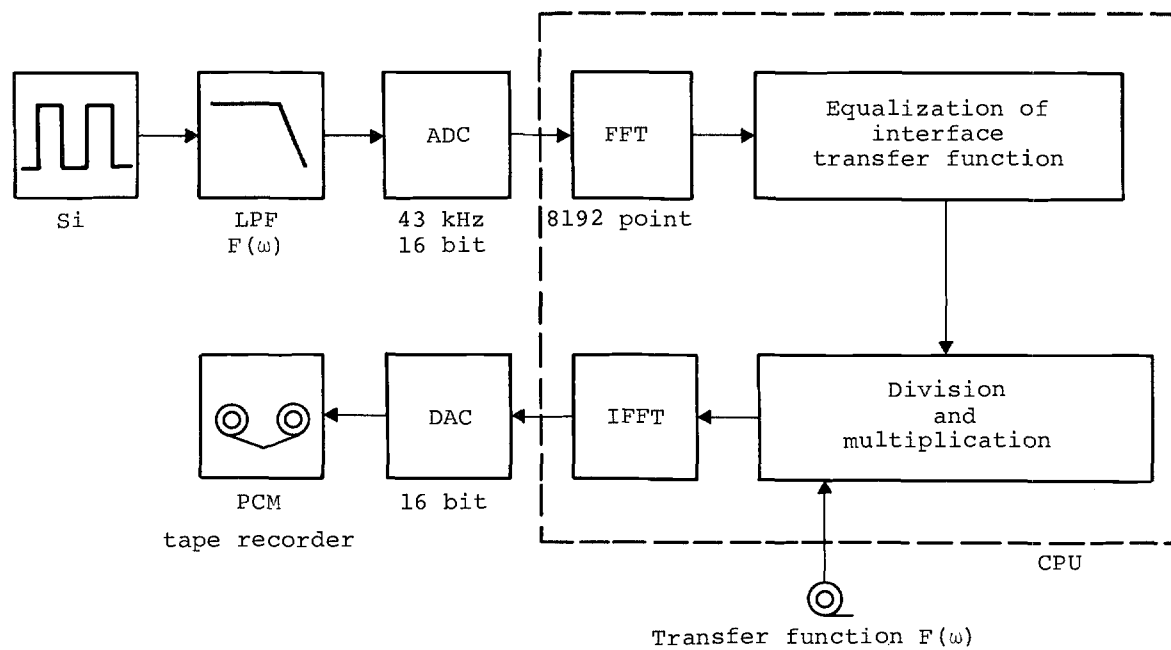 Si
LPF
F(ω)
ADC
43 kHz
16 bit
FFT
8192 point
Equalization of
interface
transfer function
PCM
tape recorder
DAC
16 bit
IFFT
Division
and
multiplication
CPU
Transfer function F(ω)